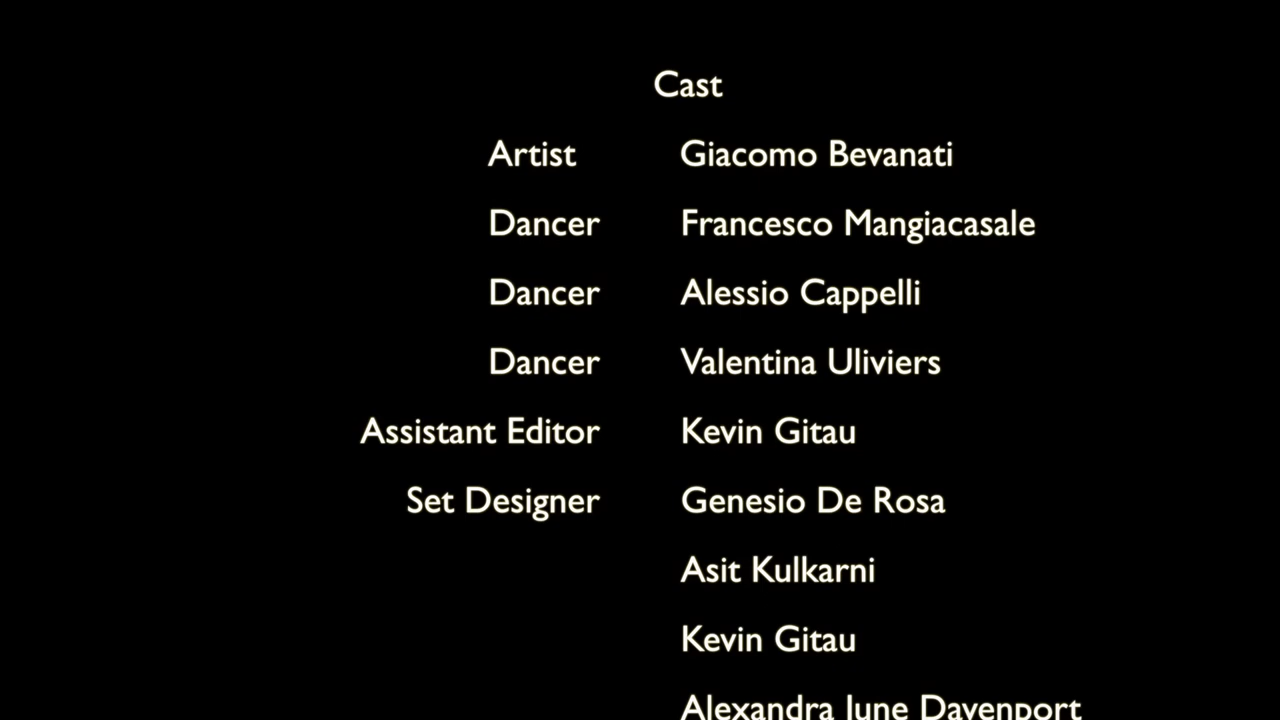 Cast
Artist Giacomo Bevanati
Dancer Francesco Mangiacasale
Dancer Alessio Cappelli
Dancer Valentina Uliviers
Assistant Editor Kevin Gitau
Set Designer Genesio De Rosa
Asit Kulkarni
Kevin Gitau
Alexandra June Davenport